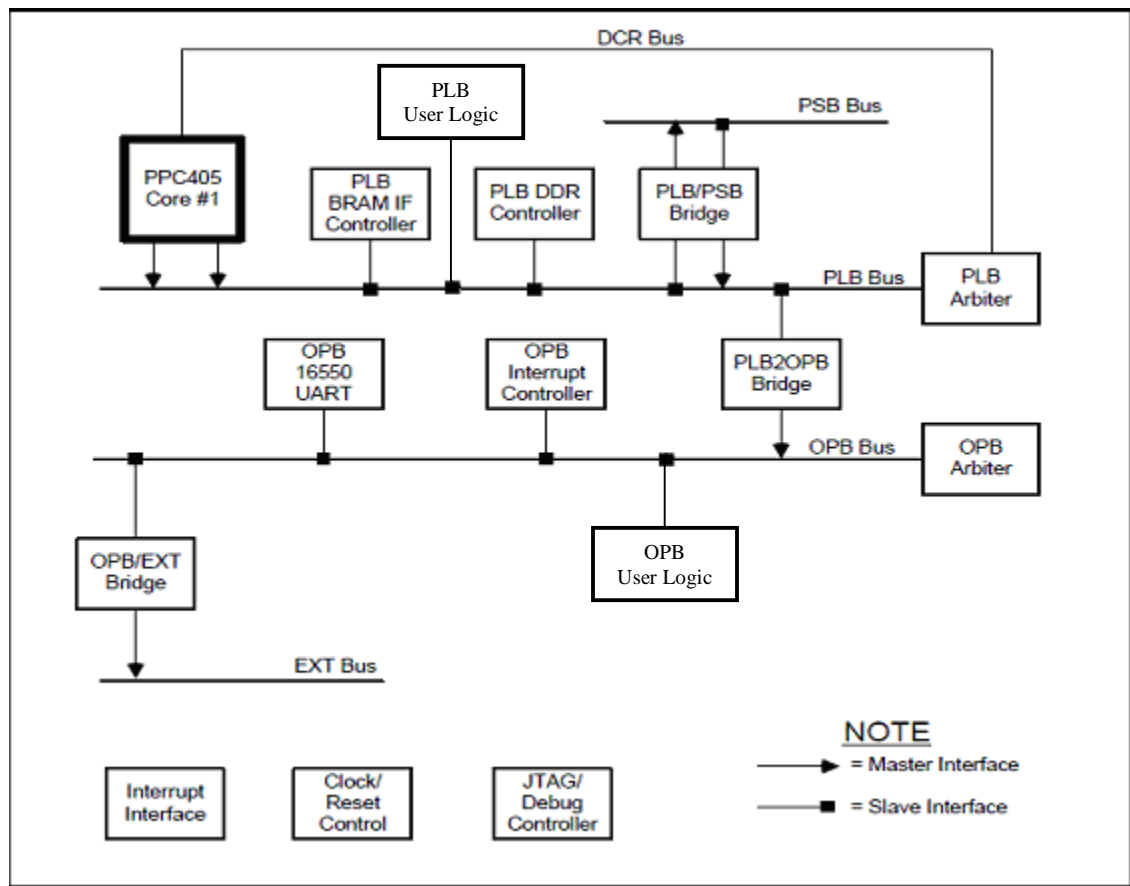 DCR Bus
PLB
User Logic
PSB Bus
PPC405
Core #1
PLB
BRAM IF
Controller
PLB DDR
Controller
PLB/PSB
Bridge
PLB Bus
PLB
Arbiter
OPB
16550
UART
OPB
Interrupt
Controller
PLB2OPB
Bridge
OPB Bus
OPB
Arbiter
OPB/EXT
Bridge
OPB
User Logic
EXT Bus
Interrupt
Interface
Clock/
Reset
Control
JTAG/
Debug
Controller
NOTE
= Master Interface
= Slave Interface